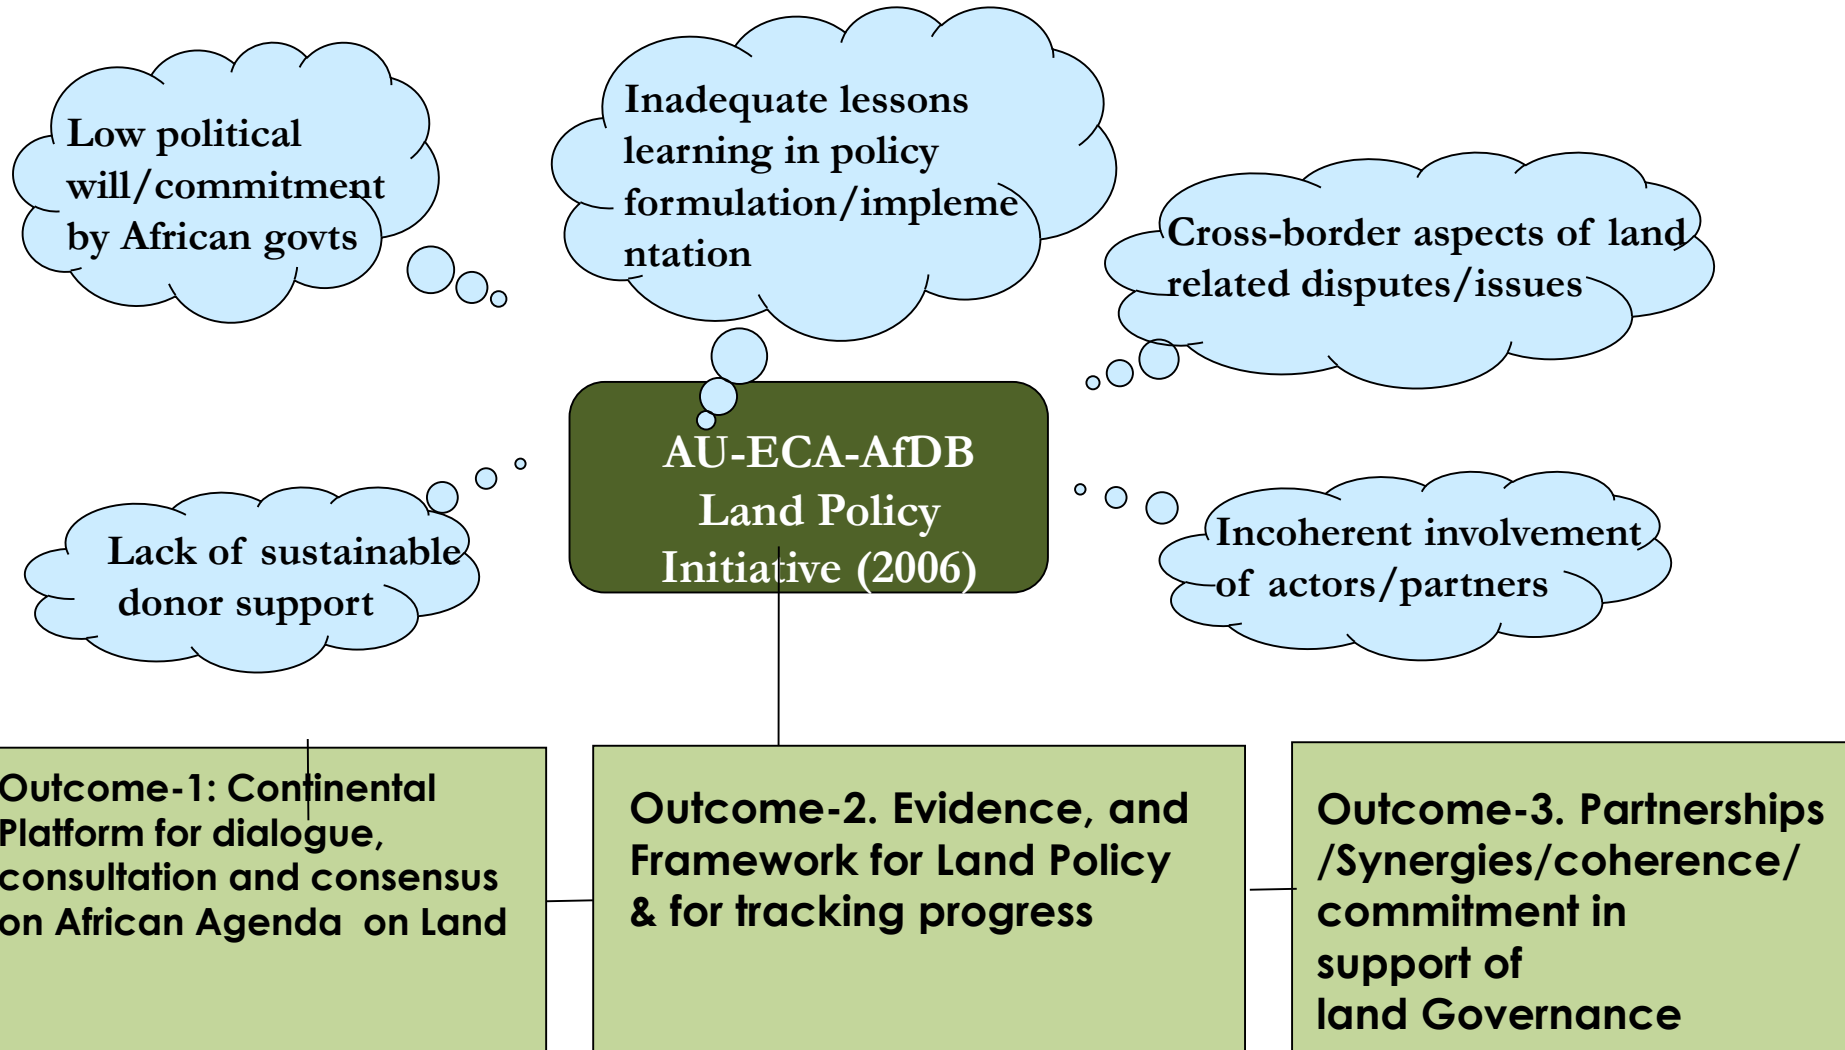 Low political
will/commitment
by African govts
Inadequate lessons
learning in policy
formulation/impleme
ntation
Cross-border aspects of land
related disputes/issues
AU-ECA-AfDB
Land Policy
Initiative (2006)
Lack of sustainable
donor support
Incoherent involvement
of actors/partners
Outcome-1: Continental
Platform for dialogue,
consultation and consensus
on African Agenda on Land
Outcome-2. Evidence, and
Framework for Land Policy
& for tracking progress
Outcome-3. Partnerships
/Synergies/coherence/
commitment in
support of
land Governance